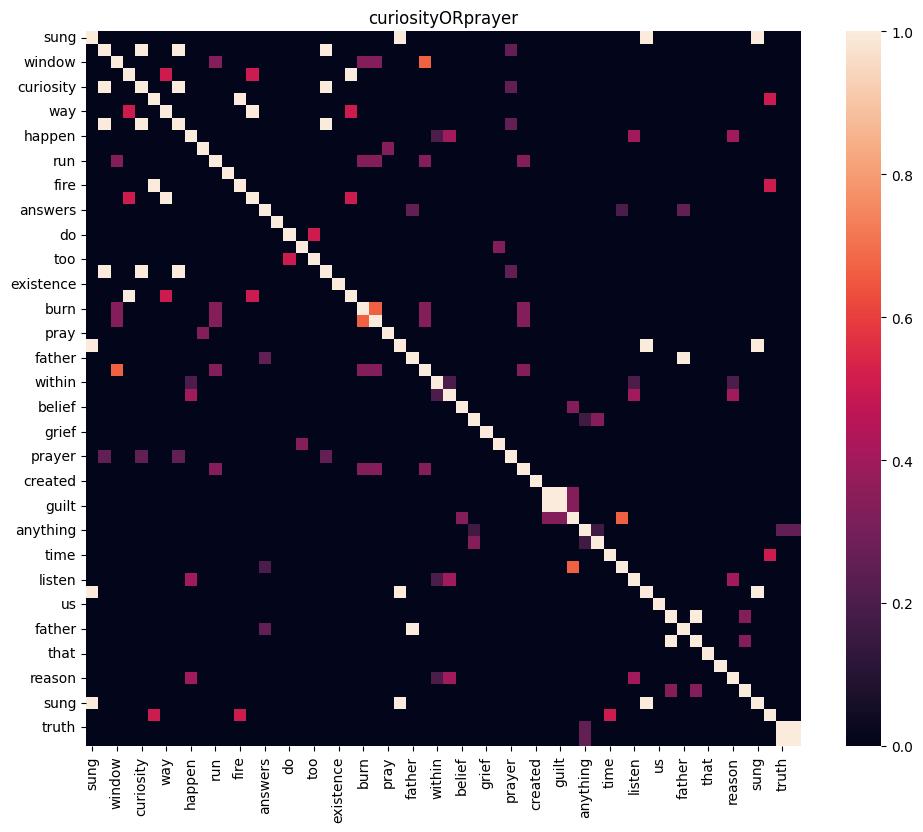 curiosityORprayer
sung
window
curiosity
way
happen
run
fire
answers
do
too
existence
burn
pray
father
within
belief
grief
prayer
created
guilt
anything
time
listen
us
father
that
reason
sung
truth
sung
window
curiosity
way
happen
run
fire
answers
do
too
existence
burn
pray
father
within
belief
grief
prayer
created
guilt
anything
time
listen
us
father
that
reason
sung
truth
1.0
0.8
0.6
0.4
0.2
0.0